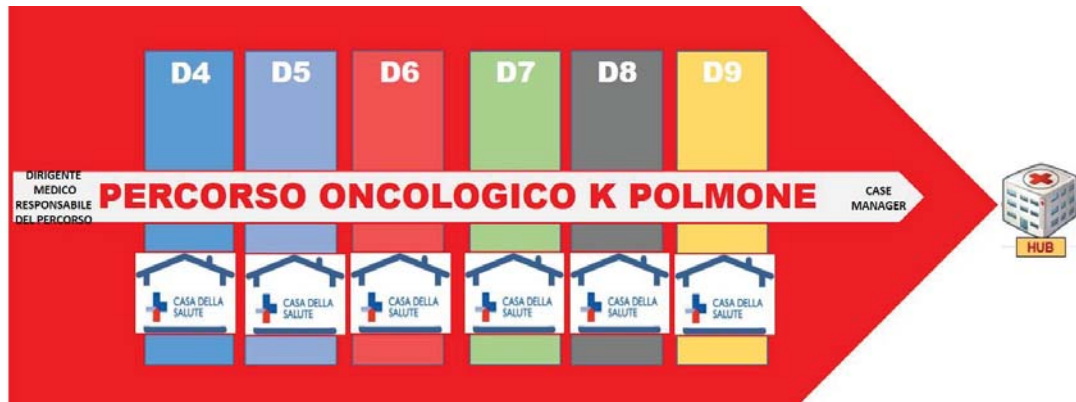 D4
D5
D6
D7
D8
D9
DIRIGENTE
MEDICO
RESPONSABILE
DEL PERCORSO
PERCORSO ONCOLOGICO K POLMONE
CASE
MANAGER
HUB
CASA DELLA
SALUTE
CASA DELLA
SALUTE
CASA DELLA
SALUTE
CASA DELLA
SALUTE
CASA DELLA
SALUTE
CASA DELLA
SALUTE